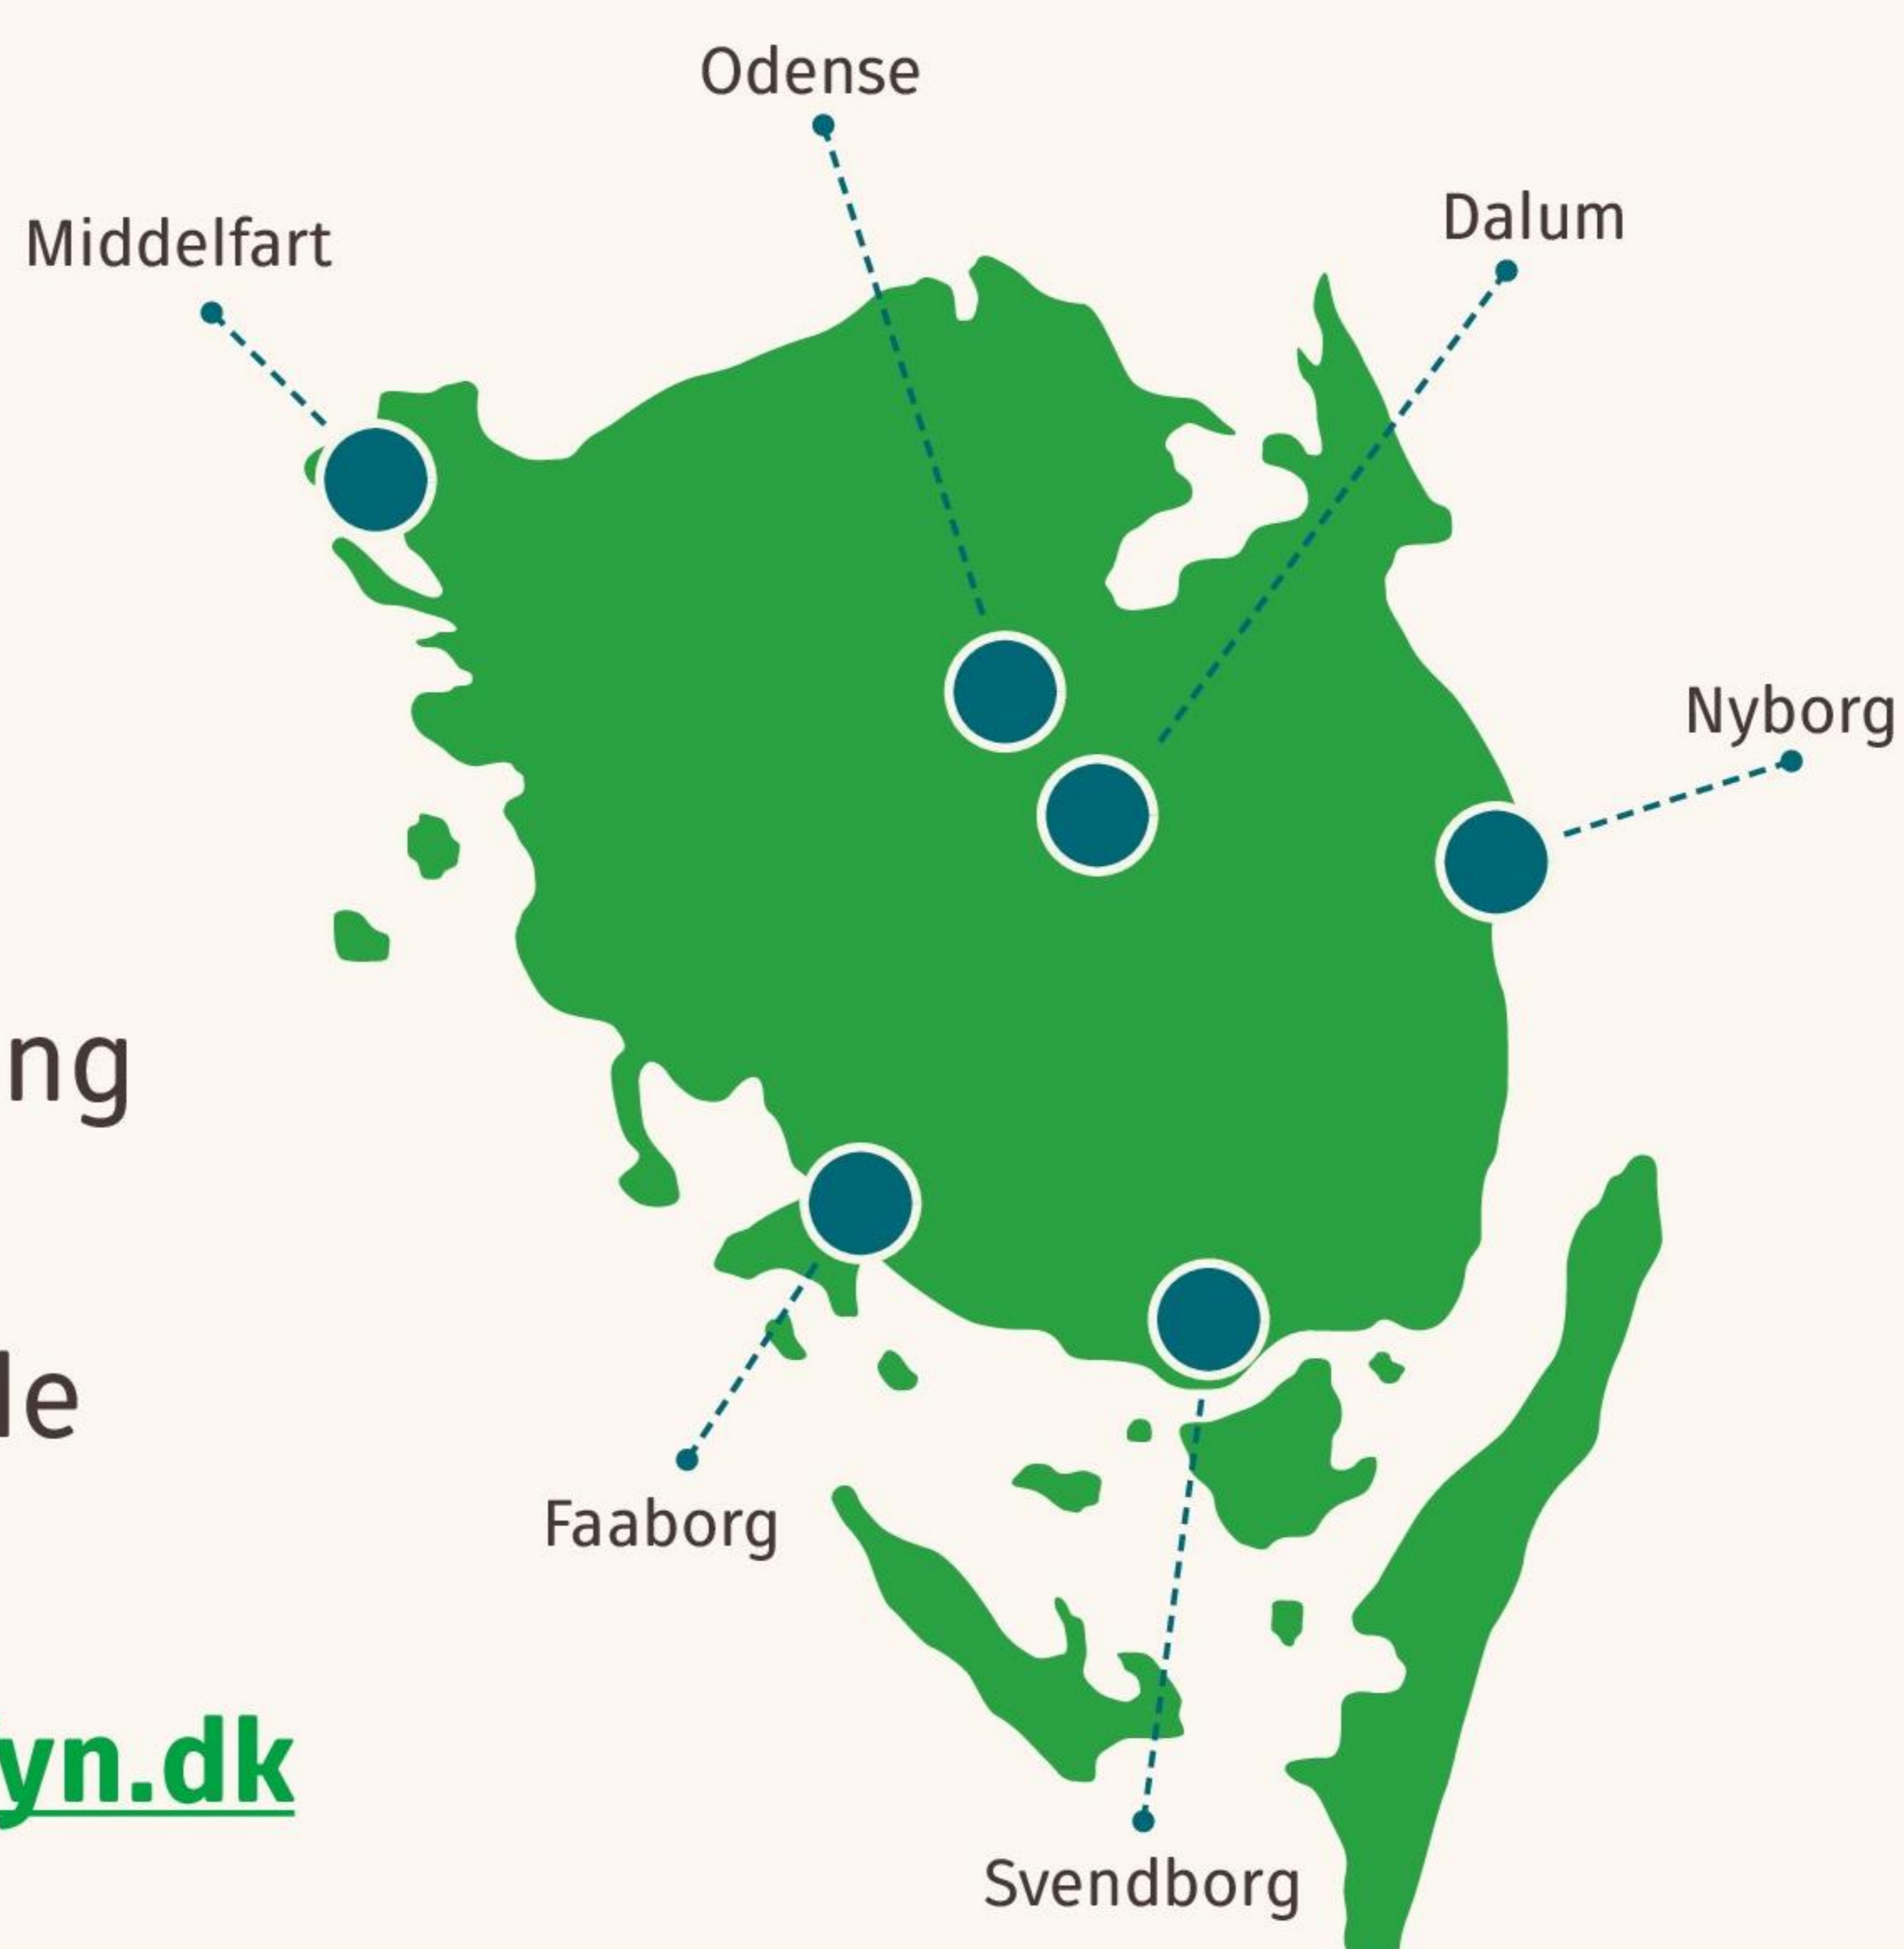 Odense
Dalum
Middelfart
Nyborg
ng
le
Faaborg
yn.dk
Svendborg